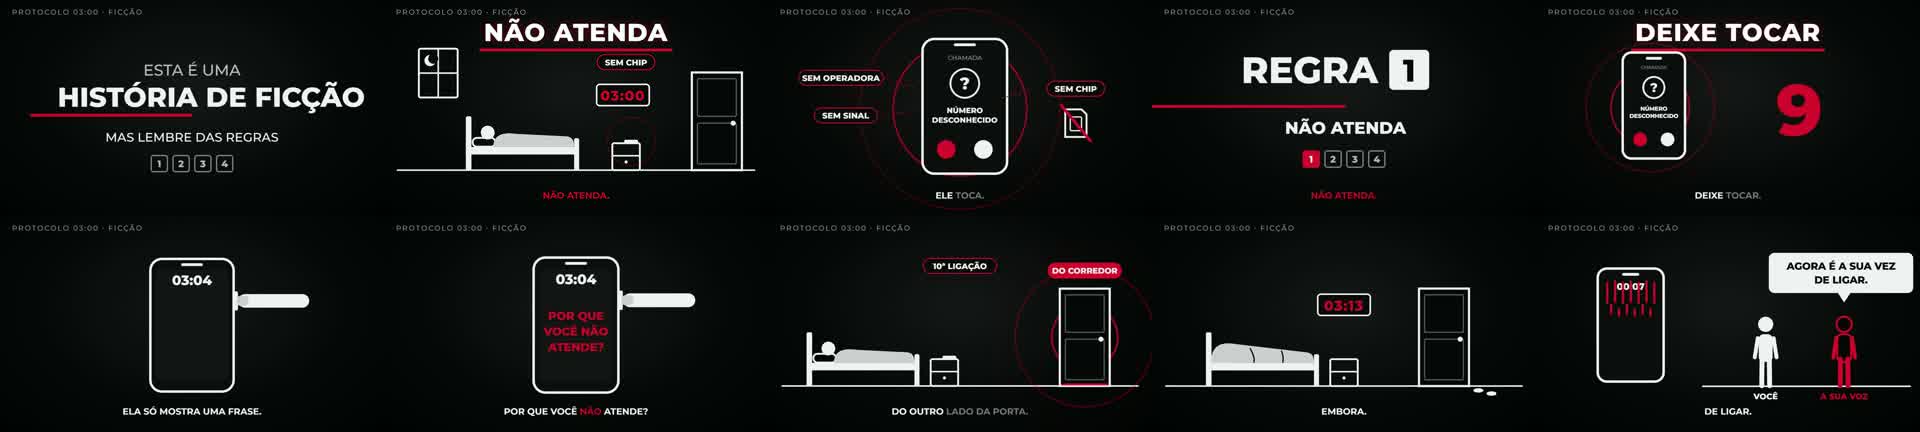 PROTOCOLO 03:00 · FICÇÃO
ESTA É UMA
HISTÓRIA DE FICÇÃO
MAS LEMBRE DAS REGRAS
1 2 3 4
PROTOCOLO 03:00 · FICÇÃO
NÃO ATENDA
SEM CHIP
03:00
NÃO ATENDA.
PROTOCOLO 03:00 · FICÇÃO
CHAMADA
?
NÚMERO
DESCONHECIDO
SEM OPERADORA
SEM SINAL
SEM CHIP
ELE TOCA.
PROTOCOLO 03:00 · FICÇÃO
REGRA 1
NÃO ATENDA
1 2 3 4
NÃO ATENDA.
PROTOCOLO 03:00 · FICÇÃO
DEIXE TOCAR
CHAMADA
?
NÚMERO
DESCONHECIDO
9
DEIXE TOCAR.
PROTOCOLO 03:00 · FICÇÃO
03:04
ELA SÓ MOSTRA UMA FRASE.
PROTOCOLO 03:00 · FICÇÃO
03:04
POR QUE
VOCÊ NÃO
ATENDE?
POR QUE VOCÊ NÃO ATENDE?
PROTOCOLO 03:00 · FICÇÃO
10ª LIGAÇÃO
DO CORREDOR
DO OUTRO LADO DA PORTA.
PROTOCOLO 03:00 · FICÇÃO
03:13
EMBORA.
PROTOCOLO 03:00 · FICÇÃO
00:07
AGORA É A SUA VEZ
DE LIGAR.
VOCÊ
A SUA VOZ
DE LIGAR.